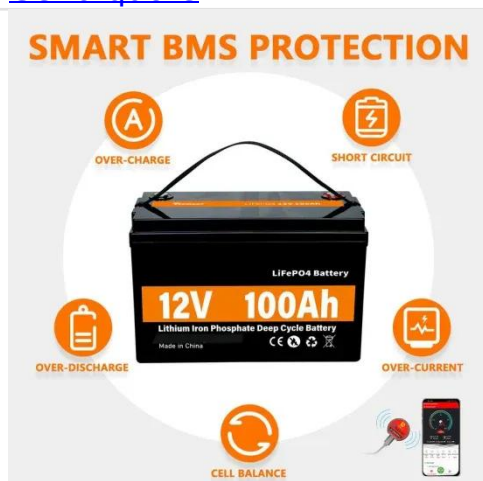 SMART BMS PROTECTION
OVER-CHARGE
SHORT CIRCUIT
LiFePO4 Battery
12V 100Ah
Lithium Iron Phosphate Deep Cycle Battery
Made in China
CE
OVER-DISCHARGE
OVER-CURRENT
CELL BALANCE